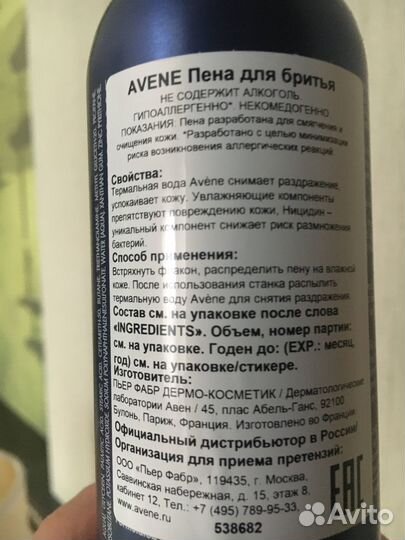 AVENE Пена для бритья
НЕ СОДЕРЖИТ АЛКОГОЛЬ.
ГИПОАЛЛЕРГЕННО*. НЕКОМЕДОГЕННО.
ПОКАЗАНИЯ: Пена разработана для смягчения и
очищения кожи. *Разработано с целью минимизации
риска возникновения аллергических реакций.
Свойства:
Термальная вода Avène снимает раздражение,
успокаивает кожу. Увлажняющие компоненты
препятствуют повреждению кожи, Ницидин –
уникальный компонент снижает риск размножения
бактерий.
Способ применения:
Встряхнуть флакон, распределить пену на влажной
коже. После использования станка распылить
термальную воду Avène для снятия раздражения.
Состав см. на упаковке после слова
«INGREDIENTS». Объем, номер партии:
см. на упаковке. Годен до: (EXP.: месяц,
год) см. на упаковке/стикере.
Изготовитель:
ПЬЕР ФАБР ДЕРМО-КОСМЕТИК / Дерматологические
лаборатории Авен / 45, плас Абель-Ганс, 92100
Булонь, Париж, Франция. Изготовлено во Франции.
Официальный дистрибьютор в России/
Организация для приема претензий:
ООО «Пьер Фабр», 119435, г. Москва,
Саввинская набережная, д. 15, этаж 8,
кабинет 12, Тел.: +7 (495) 789-95-33,
www.avene.ru
538682
EAC
Avito